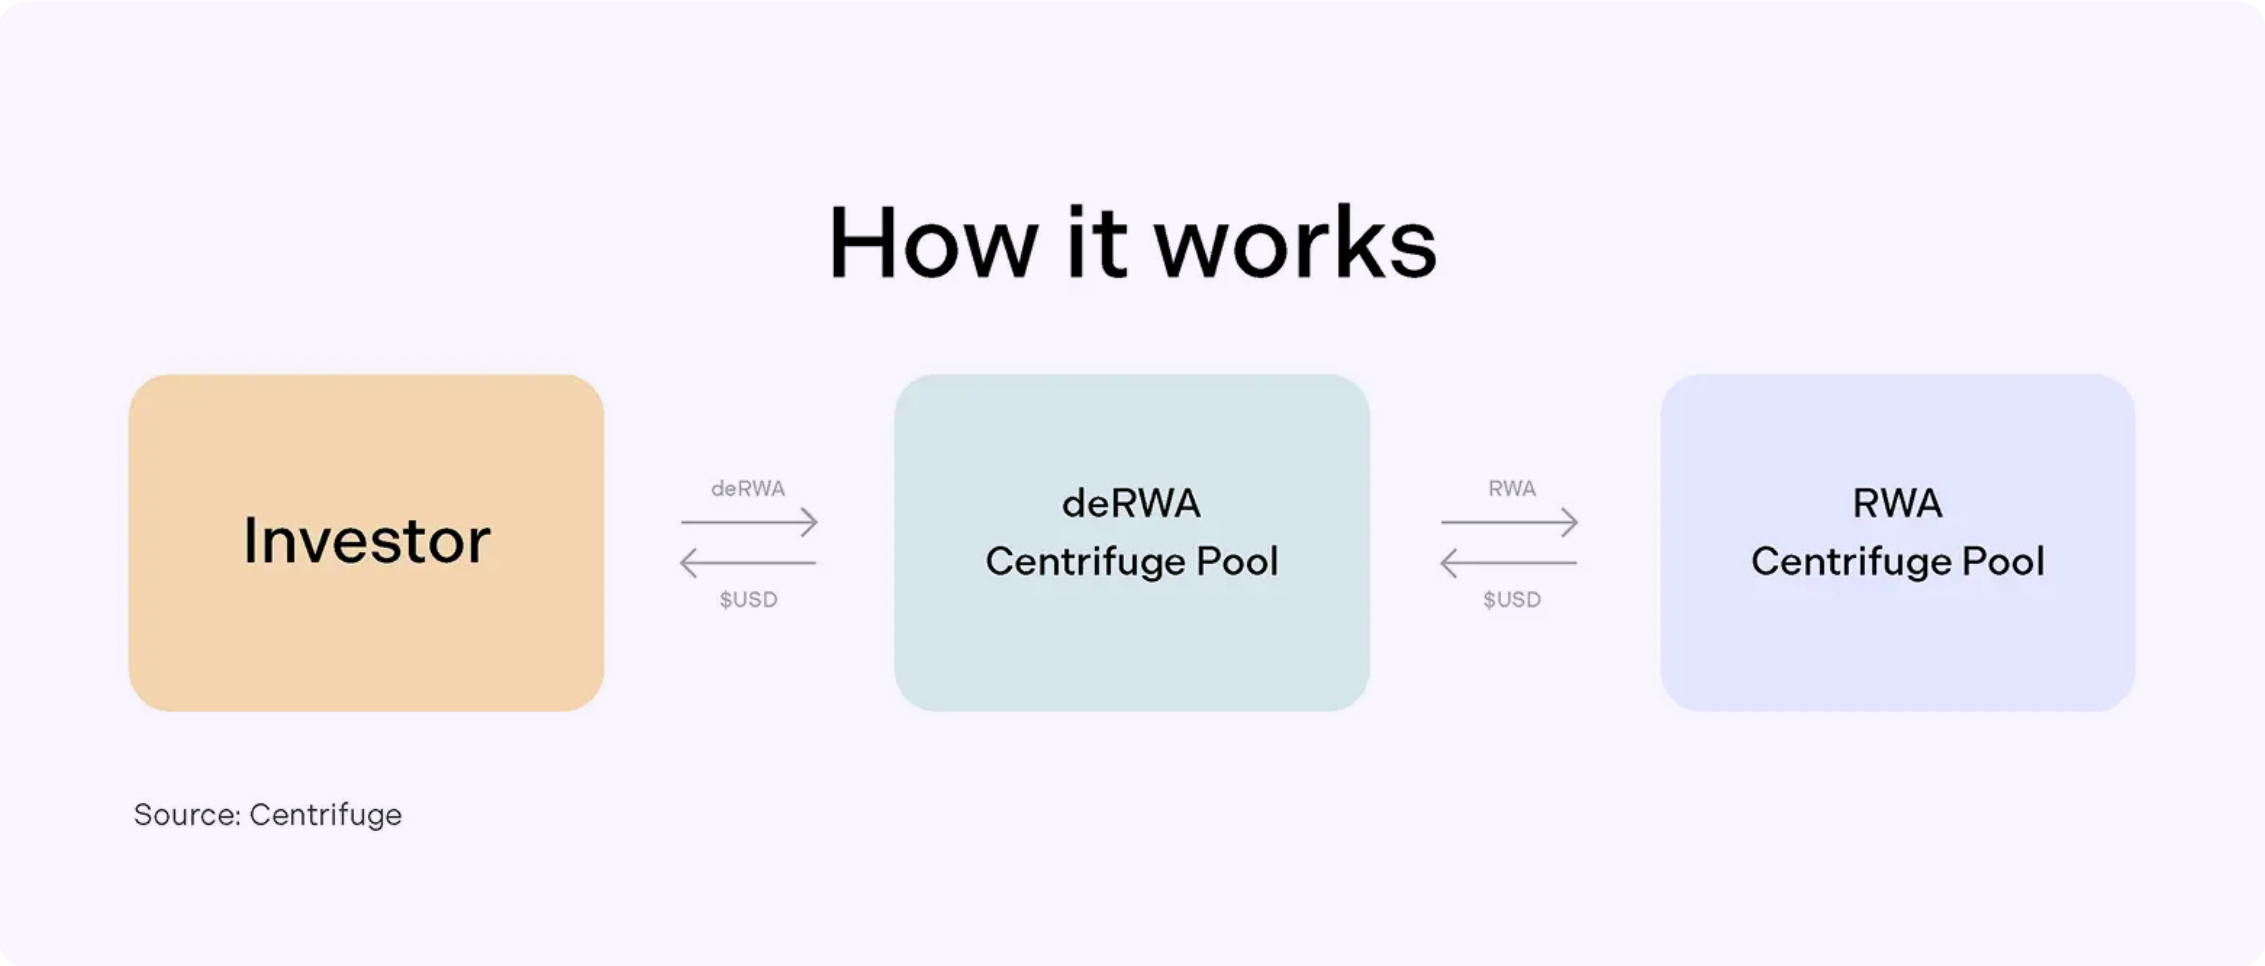 How it works
Investor
deRWA
$USD
deRWA
Centrifuge Pool
RWA
$USD
RWA
Centrifuge Pool
Source: Centrifuge